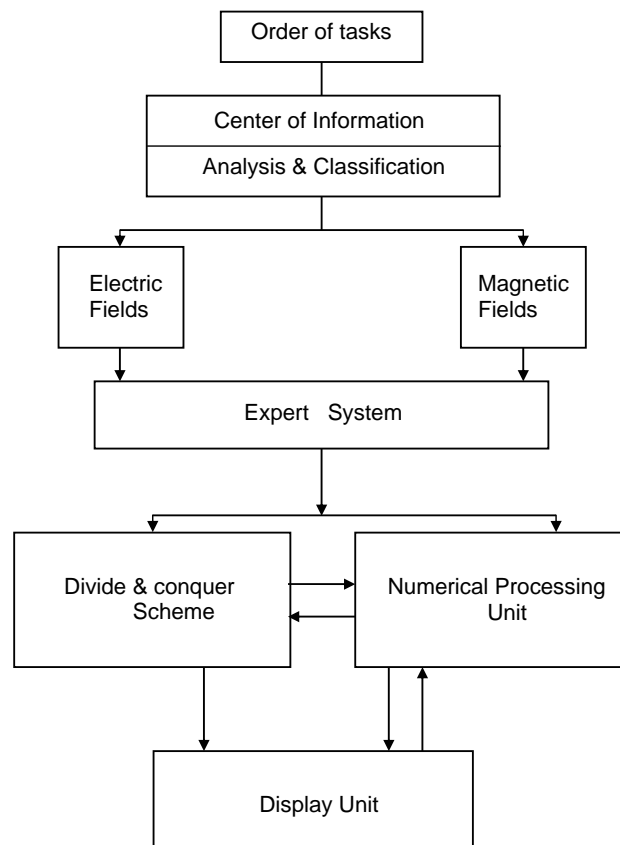 Order of tasks
Center of Information
Analysis & Classification
Electric
Fields
Magnetic
Fields
Expert System
Divide & conquer
Scheme
Numerical Processing
Unit
Display Unit